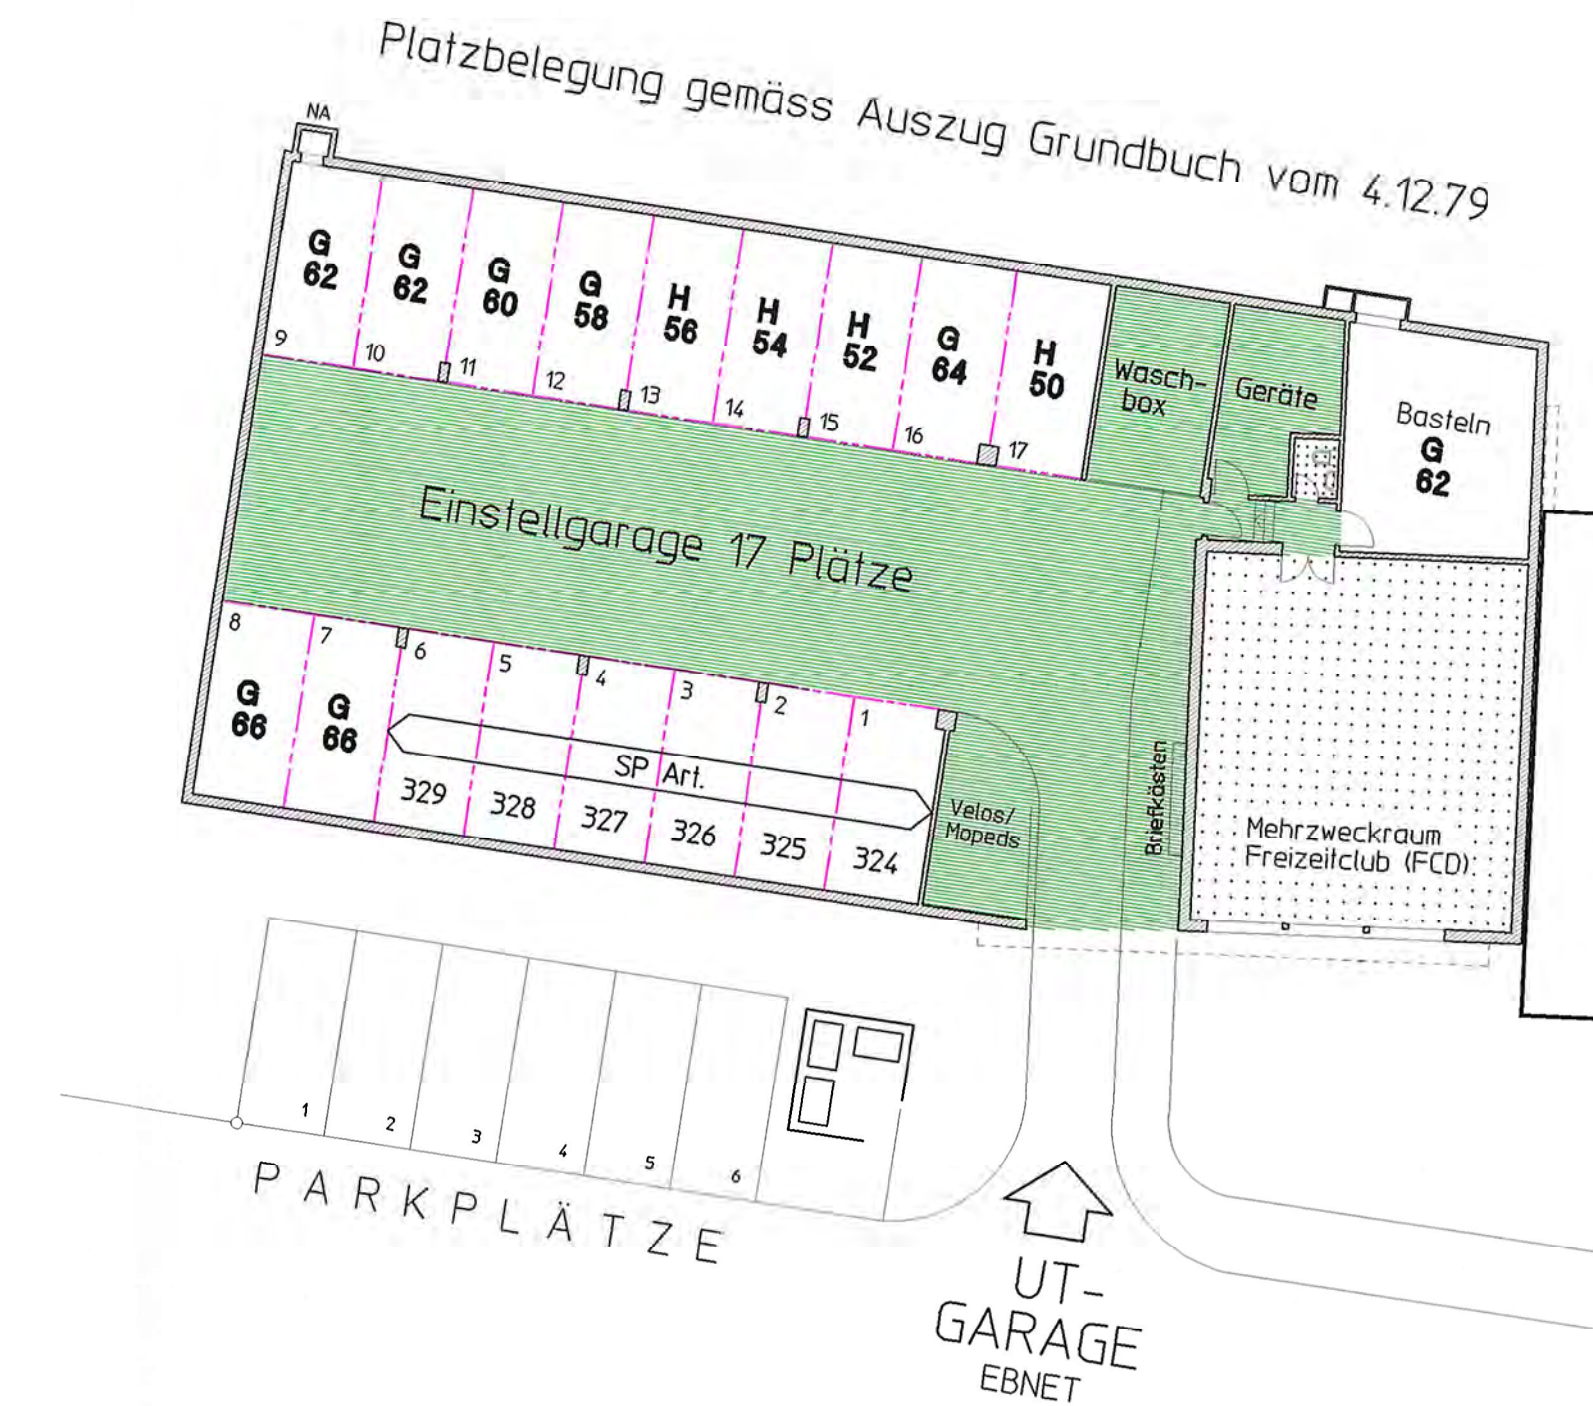 Platzbelegung gemäss Auszug Grundbuch vom 4.12.79
NA
G
62
9
G
62
10
G
60
11
G
58
12
H
56
13
H
54
14
H
52
15
G
64
16
H
50
17
Wasch-
box
Geräte
Basteln
G
62
Einstellgarage 17 Plätze
8
G
66
7
G
66
6
5
4
3
2
1
SP Art.
329
328
327
326
325
324
Velos/
Mopeds
Briefkästen
Mehrzweckraum
Freizeitclub (FCD)
1
2
3
4
5
6
PARKPLÄTZE
UT-
GARAGE
EBNET